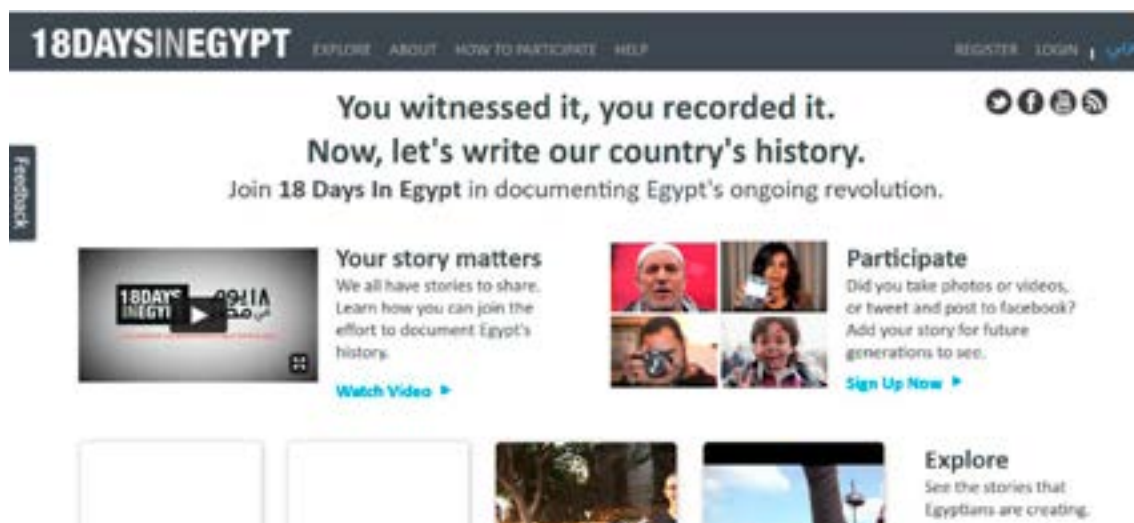 18DAYSINEGYPT EXPLORE ABOUT HOW TO PARTICIPATE HELP REGISTER LOGIN عربي
You witnessed it, you recorded it.
Now, let's write our country's history.
Join 18 Days In Egypt in documenting Egypt's ongoing revolution.
Feedback
18DAYS
INEGYPT
Your story matters
We all have stories to share.
Learn how you can join the
effort to document Egypt's
history.
Watch Video
Participate
Did you take photos or videos,
or tweet and post to facebook?
Add your story for future
generations to see.
Sign Up Now
Explore
See the stories that
Egyptians are creating.